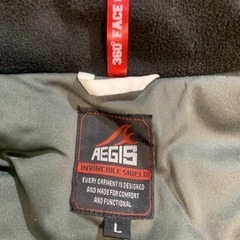 360° FACE
AEGIS
INVINCIBLE SHIELD
EVERY GARMENT IS DESIGNED
AND MADE FOR COMFORT
AND FUNCTIONAL
L